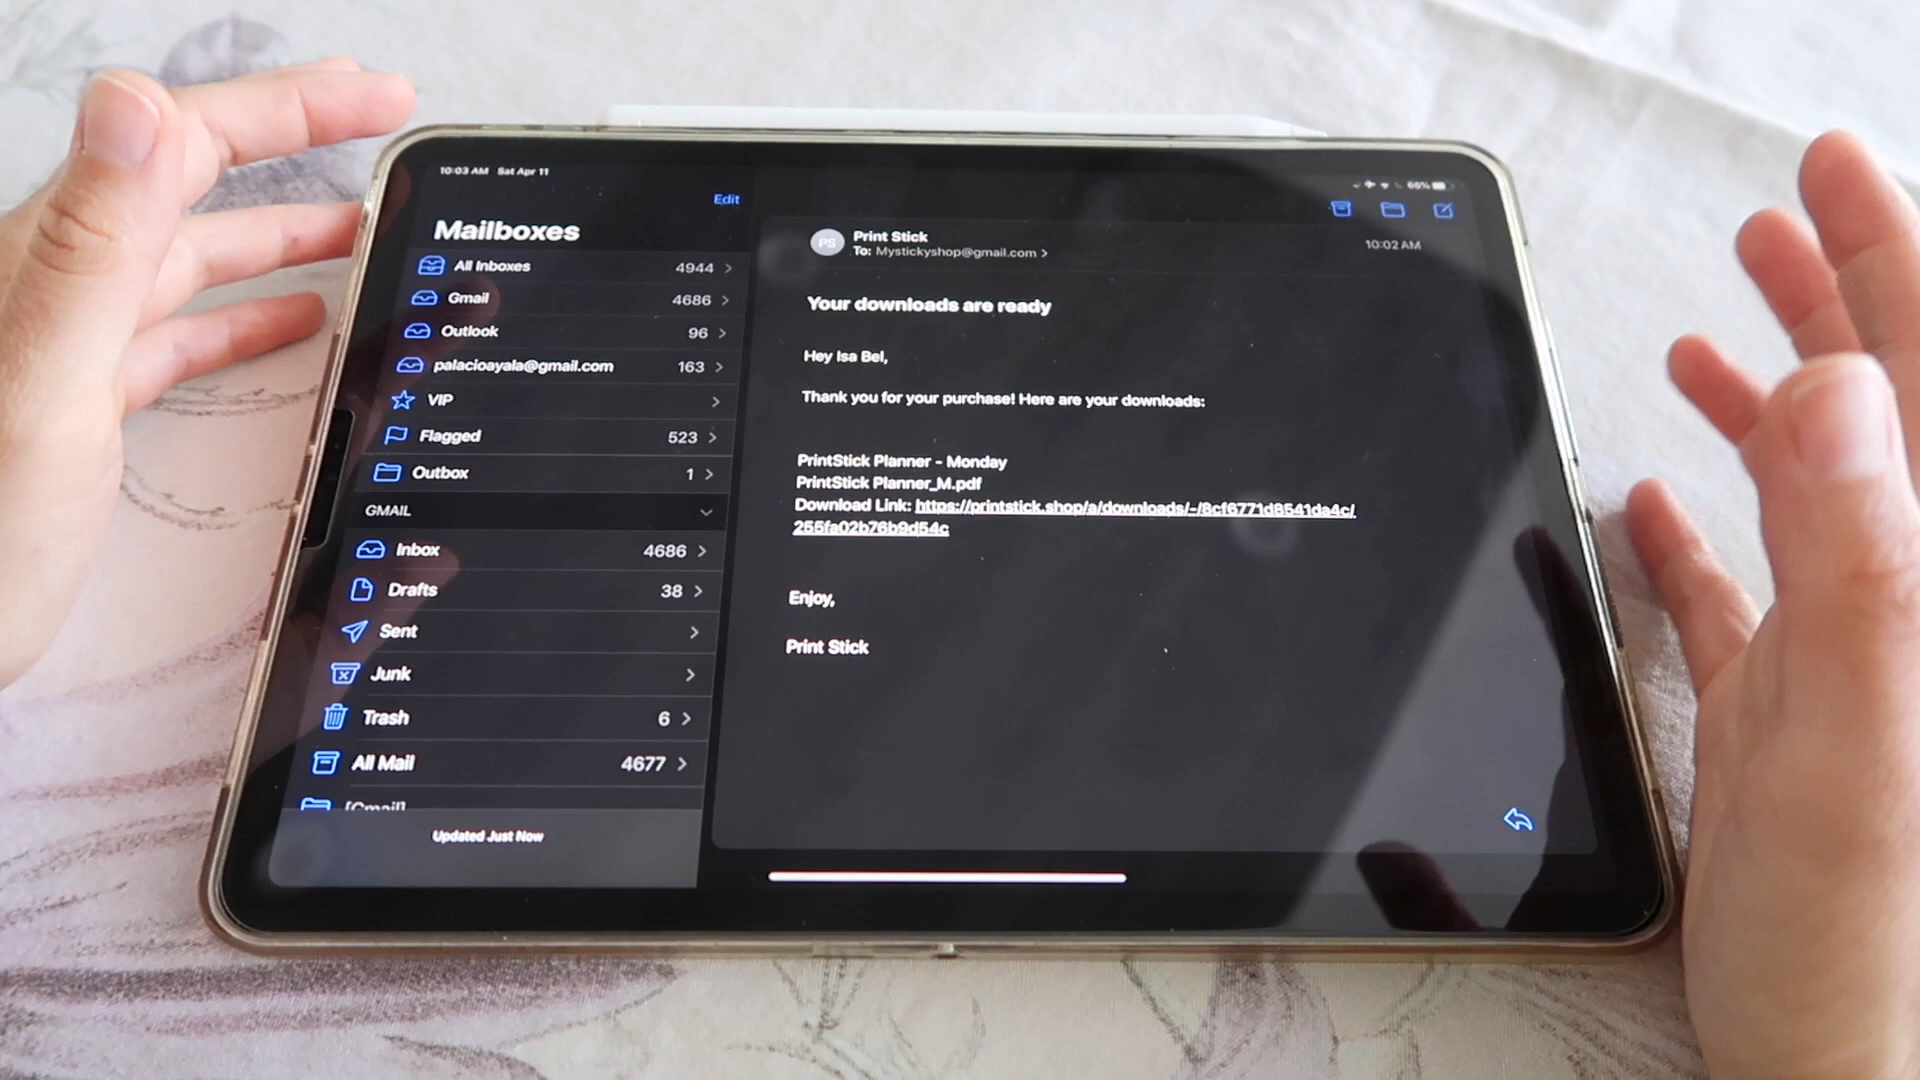 10:03 AM Sat Apr 11
66%
Edit
Mailboxes
All Inboxes 4944
Gmail 4686
Outlook 96
palacioayala@gmail.com 163
VIP
Flagged 523
Outbox 1
GMAIL
Inbox 4686
Drafts 38
Sent
Junk
Trash 6
All Mail 4677
[Gmail]
Updated Just Now
PS
Print Stick
To: Mystickyshop@gmail.com
10:02 AM
Your downloads are ready
Hey Isa Bel,
Thank you for your purchase! Here are your downloads:
PrintStick Planner - Monday
PrintStick Planner_M.pdf
Download Link: https://printstick.shop/a/downloads/-/8cf6771d8541da4c/
255fa02b76b9d54c
Enjoy,
Print Stick